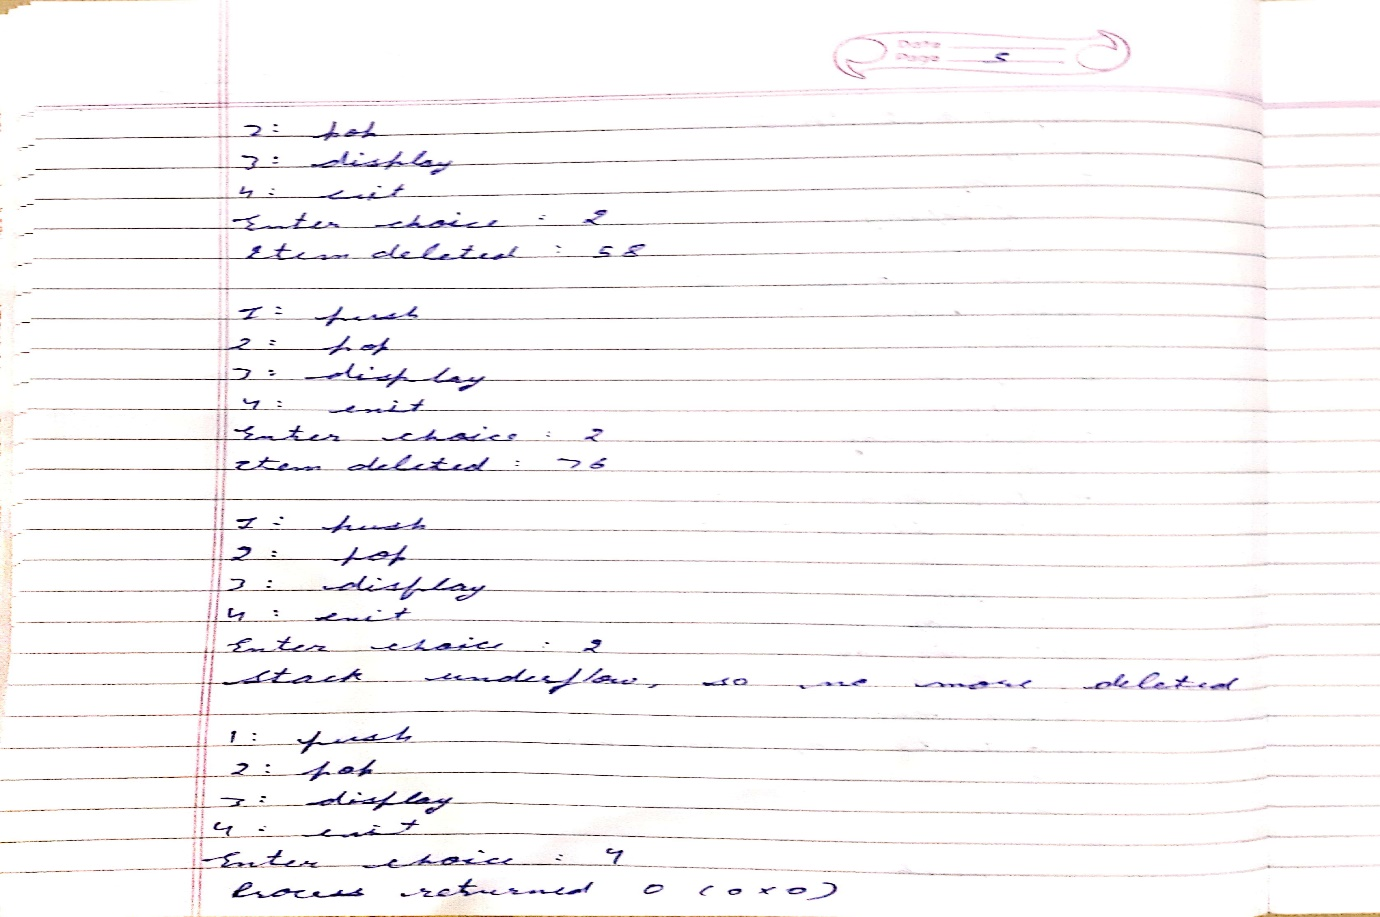 Date
Page 5
2: pop
3: display
4: exit
Enter choice : 2
Item deleted : 58
1: push
2: pop
3: display
4: exit
Enter choice : 2
Item deleted : 76
1: push
2: pop
3: display
4: exit
Enter choice : 2
Stack underflow, so no more deleted
1: push
2: pop
3: display
4: exit
Enter choice : 4
Process returned 0 (0x0)